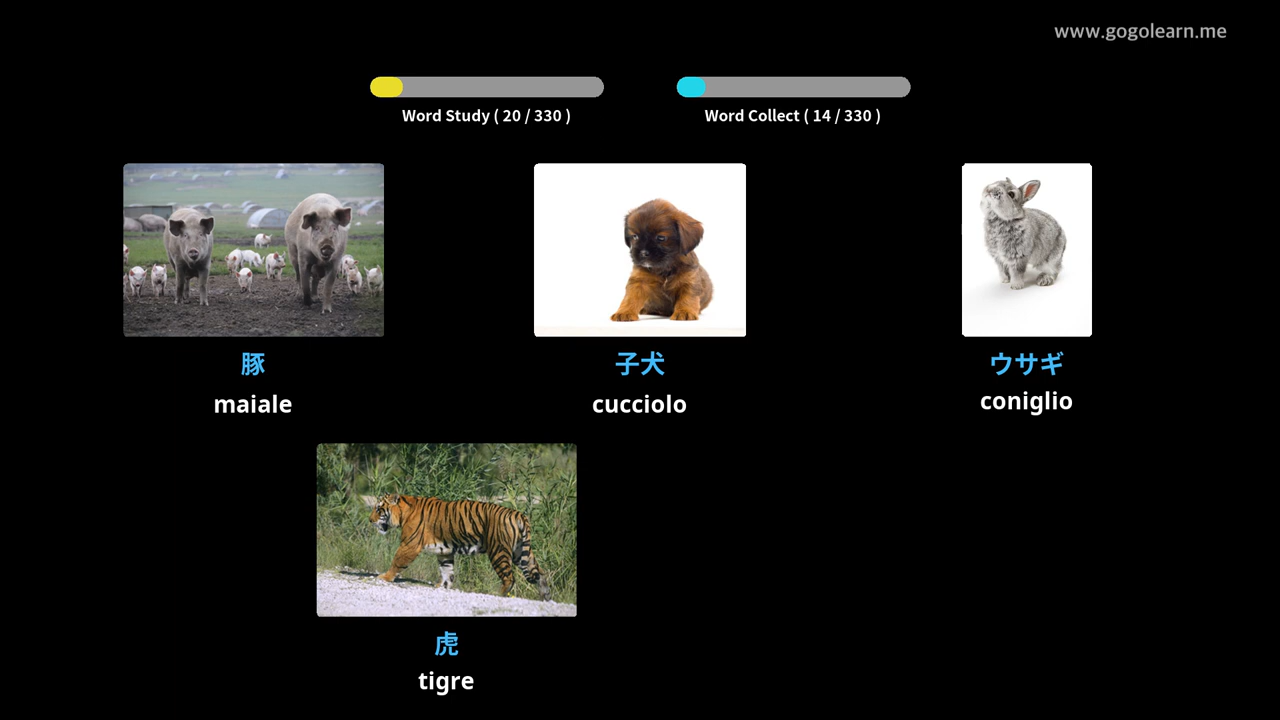 www.gogolearn.me
Word Study ( 20 / 330 )
Word Collect ( 14 / 330 )
豚
maiale
子犬
cucciolo
ウサギ
coniglio
虎
tigre